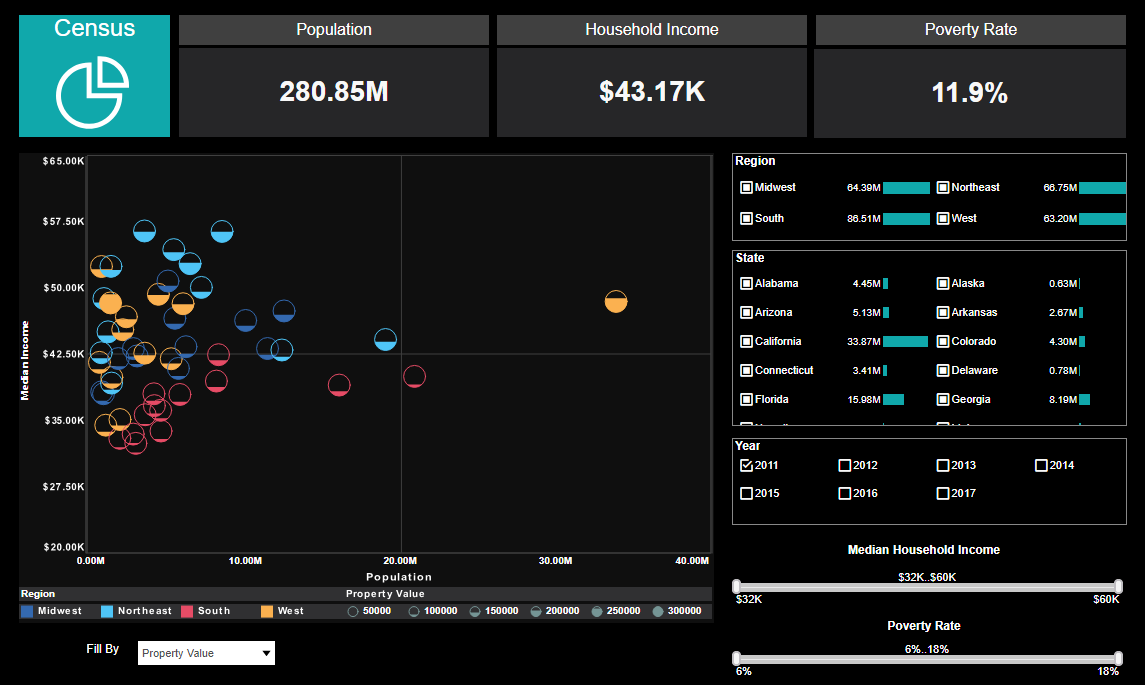 Census
Population
Household Income
Poverty Rate
280.85M
$43.17K
11.9%
$65.00K
$57.50K
$50.00K
$42.50K
$35.00K
$27.50K
$20.00K
Median Income
0.00M 10.00M 20.00M 30.00M 40.00M
Population
Region Property Value
Midwest Northeast South West 50000 100000 150000 200000 250000 300000
Fill By Property Value
Region
Midwest 64.39M Northeast 66.75M
South 86.51M West 63.20M
State
Alabama 4.45M Alaska 0.63M
Arizona 5.13M Arkansas 2.67M
California 33.87M Colorado 4.30M
Connecticut 3.41M Delaware 0.78M
Florida 15.98M Georgia 8.19M
Year
2011 2012 2013 2014
2015 2016 2017
Median Household Income
$32K..$60K
$32K $60K
Poverty Rate
6%..18%
6% 18%